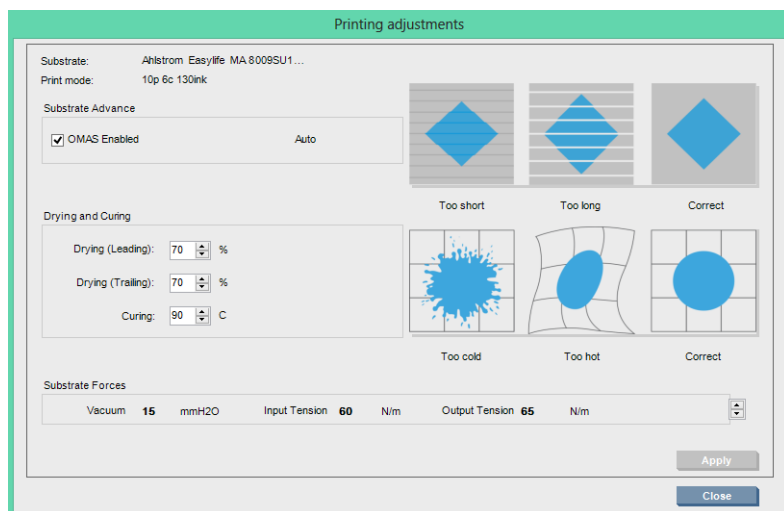 Printing adjustments
Substrate: Ahlstrom Easylife MA 8009SU1...
Print mode: 10p 6c 130ink
Substrate Advance
OMAS Enabled Auto
Too short Too long Correct
Drying and Curing
Drying (Leading): 70 %
Drying (Trailing): 70 %
Curing: 90 C
Too cold Too hot Correct
Substrate Forces
Vacuum 15 mmH2O Input Tension 60 N/m Output Tension 65 N/m
Apply
Close